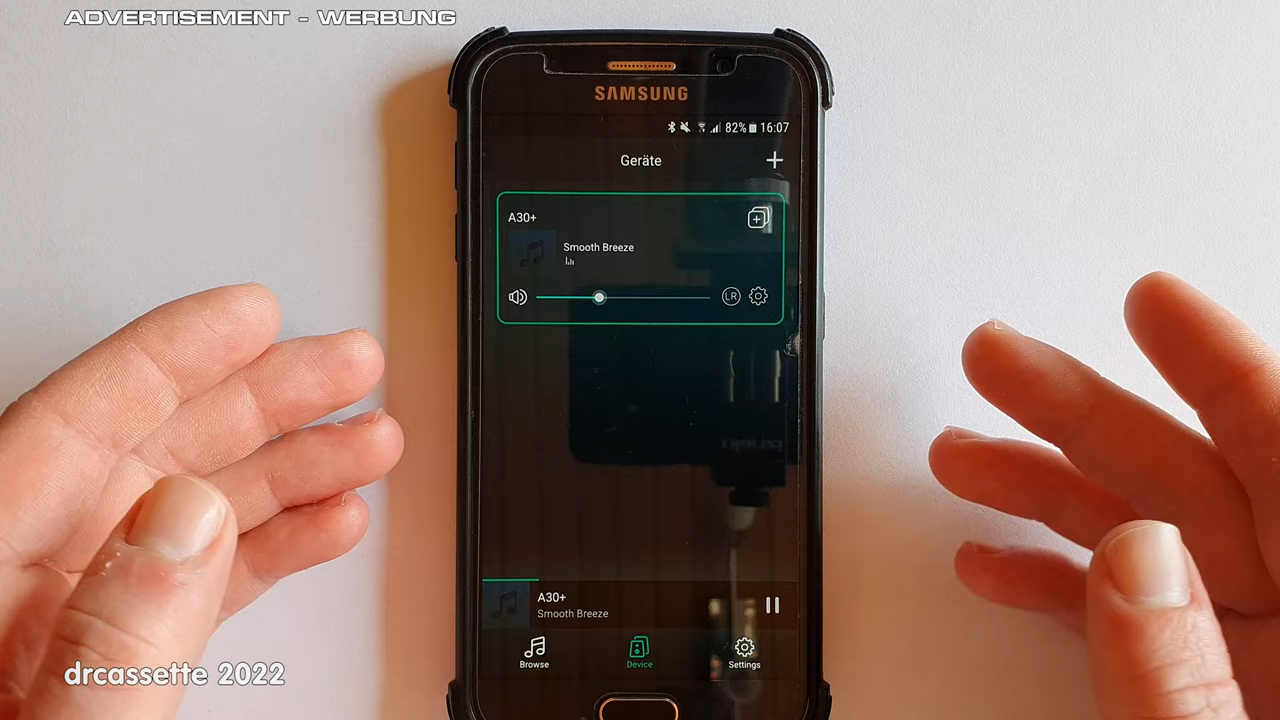 ADVERTISEMENT - WERBUNG
SAMSUNG
82% 16:07
Geräte
A30+
Smooth Breeze
LR
A30+
Smooth Breeze
Browse
Device
Settings
drcassette 2022